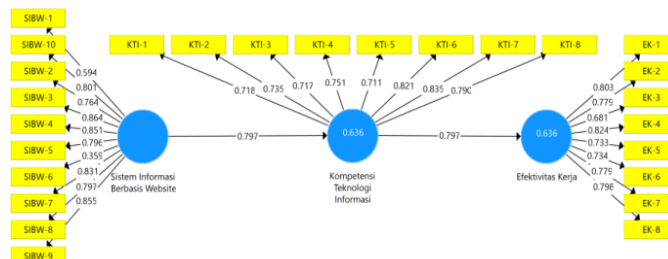 SIBW-1
SIBW-10
SIBW-2
SIBW-3
SIBW-4
SIBW-5
SIBW-6
SIBW-7
SIBW-8
SIBW-9
0.594
0.801
0.764
0.864
0.851
0.796
0.359
0.831
0.797
0.855
Sistem Informasi
Berbasis Website
0.797
KTI-1 KTI-2 KTI-3 KTI-4 KTI-5 KTI-6 KTI-7 KTI-8
0.718 0.735 0.717 0.751 0.711 0.821 0.835 0.790
0.636
Kompetensi
Teknologi
Informasi
0.797
0.636
Efektivitas Kerja
0.803
0.779
0.681
0.824
0.733
0.734
0.779
0.798
EK-1
EK-2
EK-3
EK-4
EK-5
EK-6
EK-7
EK-8